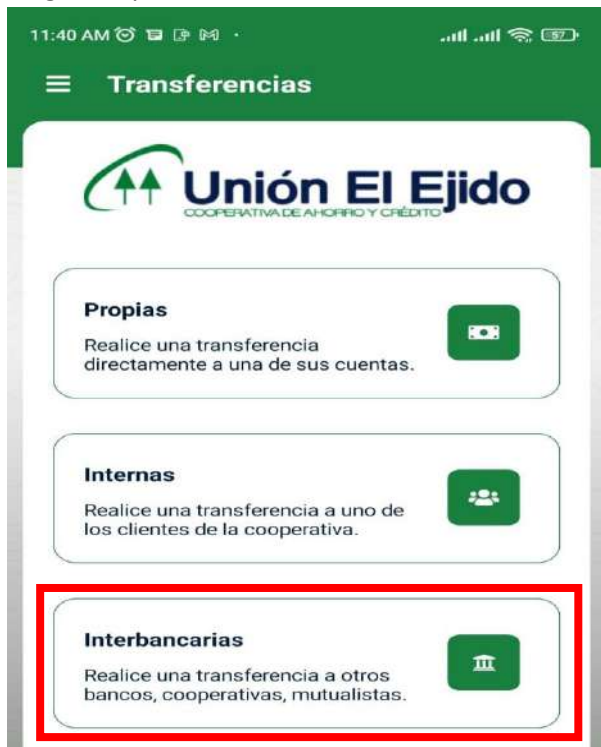 11:40 AM
57
Transferencias
Unión El Ejido
COOPERATIVA DE AHORRO Y CRÉDITO
Propias
Realice una transferencia
directamente a una de sus cuentas.
Internas
Realice una transferencia a uno de
los clientes de la cooperativa.
Interbancarias
Realice una transferencia a otros
bancos, cooperativas, mutualistas.